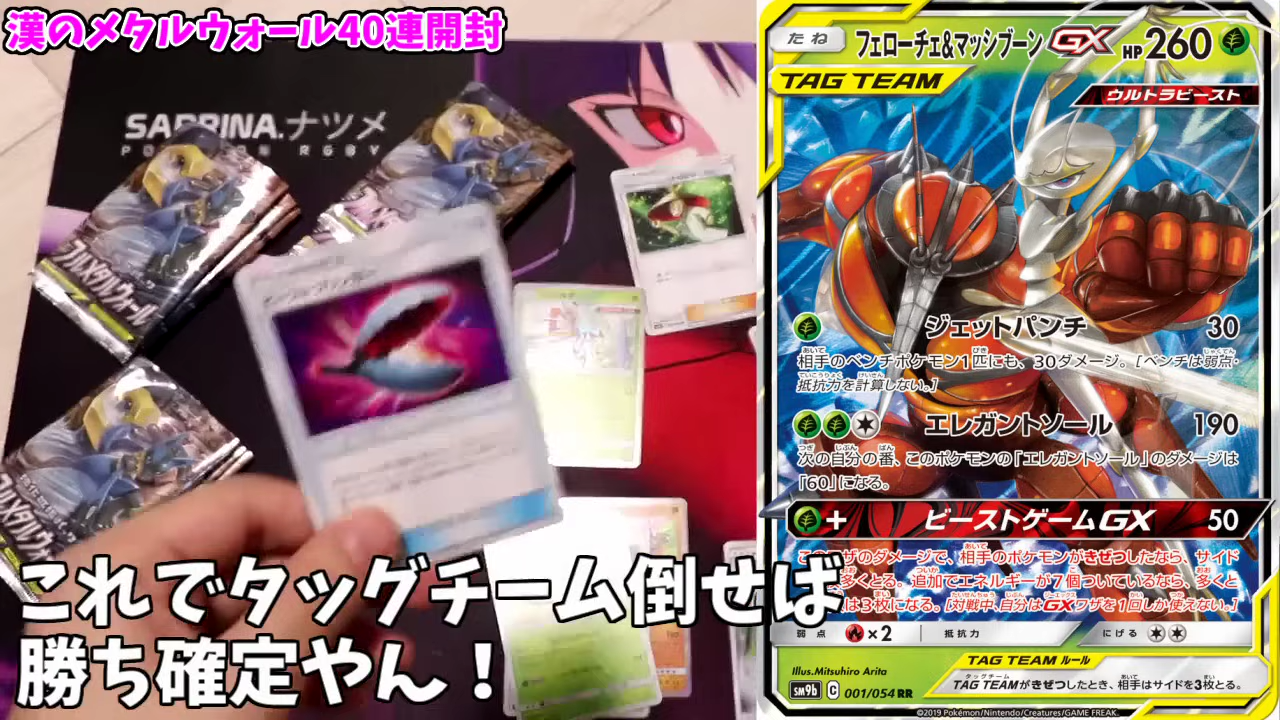 漢のメタルウォール40連開封
SABRINA.ナツメ
POKEMON RGBY
フルメタルウォール
これでタッグチーム倒せば
勝ち確定やん！
たね
フェローチェ&マッシブーンGX HP260
TAG TEAM
ウルトラビースト
ジェットパンチ 30
相手のベンチポケモン1匹にも、30ダメージ。[ベンチは弱点・
抵抗力を計算しない。]
エレガントソール 190
次の自分の番、このポケモンの「エレガントソール」のダメージは
「60」になる。
+ ビーストゲームGX 50
ザのダメージで、相手のポケモンがきぜつしたなら、サイド
多くとる。追加でエネルギーが7個ついているなら、多くと
は3枚になる。[対戦中、自分はGXワザを1回しか使えない。]
弱点 ×2 抵抗力 にげる
Illus.Mitsuhiro Arita
TAG TEAM ルール
TAG TEAMがきぜつしたとき、相手はサイドを3枚とる。
sm9b C 001/054 RR
©2019 Pokémon/Nintendo/Creatures/GAME FREAK.